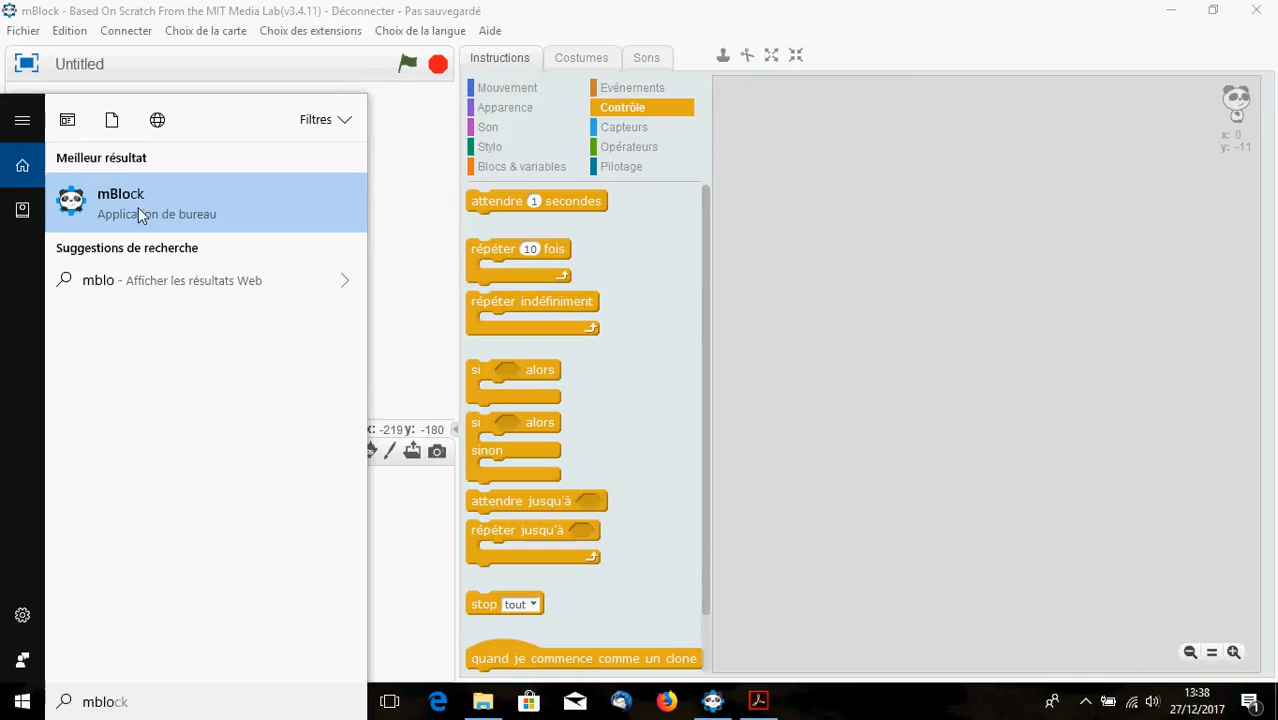 mBlock - Based On Scratch From the MIT Media Lab(v3.4.11) - Déconnecter - Pas sauvegardé
Fichier Edition Connecter Choix de la carte Choix des extensions Choix de la langue Aide
Untitled
Instructions Costumes Sons
Mouvement
Apparence
Son
Stylo
Blocs & variables
Evénements
Contrôle
Capteurs
Opérateurs
Pilotage
x: 0
y: -11
attendre 1 secondes
répéter 10 fois
répéter indéfiniment
si alors
si alors
sinon
attendre jusqu'à
répéter jusqu'à
stop tout
quand je commence comme un clone
x: -219 y: -180
Filtres
Meilleur résultat
mBlock
Application de bureau
Suggestions de recherche
mblo - Afficher les résultats Web
mblock
13:38
27/12/2017
1